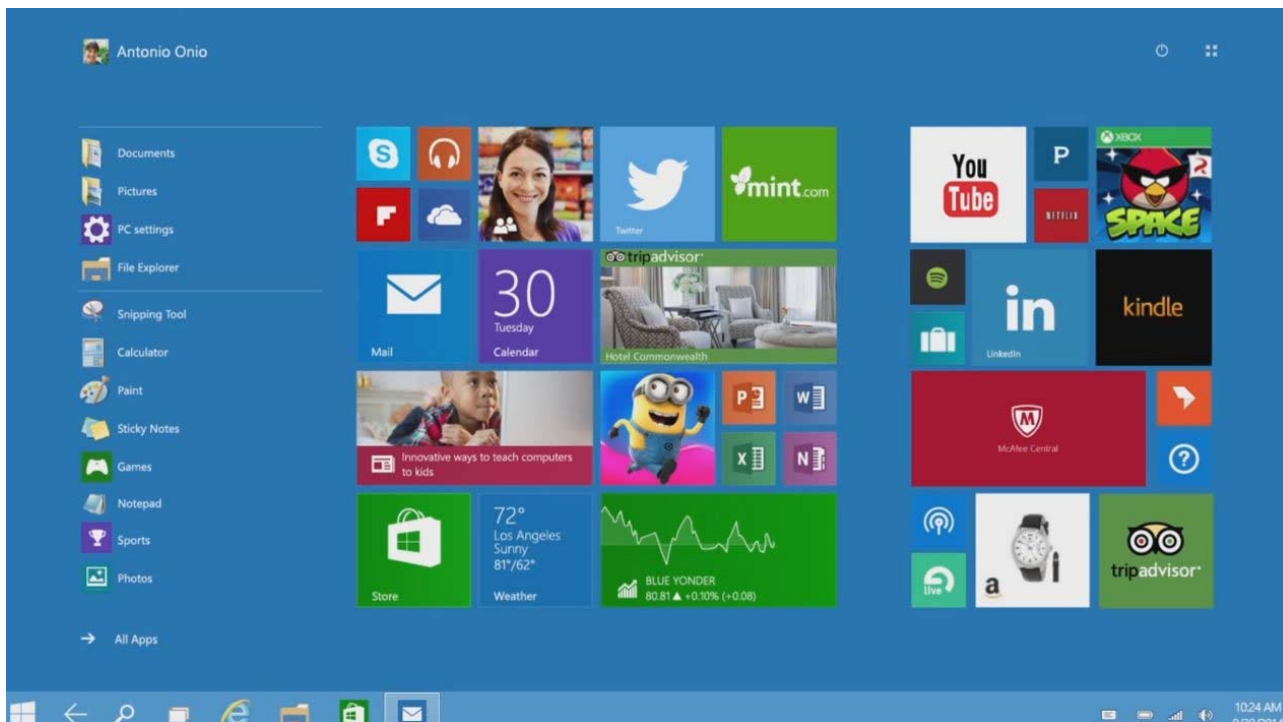 Antonio Onio
Documents
Pictures
PC settings
File Explorer
Snipping Tool
Calculator
Paint
Sticky Notes
Games
Notepad
Sports
Photos
All Apps
Twitter
mint.com
Mail
30
Tuesday
Calendar
tripadvisor
Hotel Commonwealth
Innovative ways to teach computers
to kids
P
W
X
N
Store
72°
Los Angeles
Sunny
81°/62°
Weather
BLUE YONDER
80.81 ▲ +0.10% (+0.08)
You
Tube
P
NETFLIX
XBOX
SPACE
in
LinkedIn
kindle
M
McAfee Central
?
live
a
tripadvisor
10:24 AM